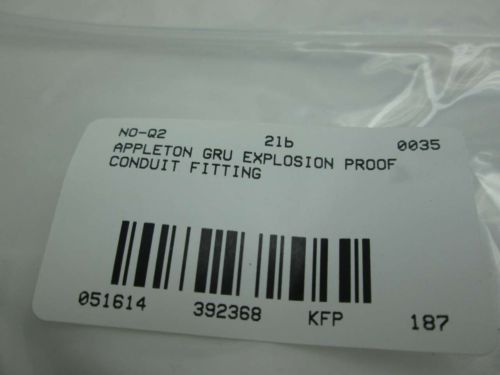 NO-Q2 21b 0035
APPLETON GRU EXPLOSION PROOF
CONDUIT FITTING
051614 392368 KFP 187